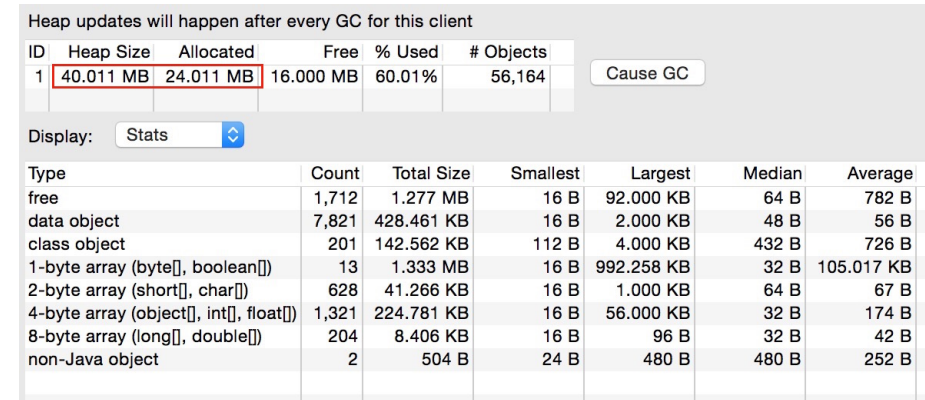 Heap updates will happen after every GC for this client
ID Heap Size Allocated Free % Used # Objects
1 40.011 MB 24.011 MB 16.000 MB 60.01% 56,164 Cause GC
Display: Stats
Type Count Total Size Smallest Largest Median Average
free 1,712 1.277 MB 16 B 92.000 KB 64 B 782 B
data object 7,821 428.461 KB 16 B 2.000 KB 48 B 56 B
class object 201 142.562 KB 112 B 4.000 KB 432 B 726 B
1-byte array (byte[], boolean[]) 13 1.333 MB 16 B 992.258 KB 32 B 105.017 KB
2-byte array (short[], char[]) 628 41.266 KB 16 B 1.000 KB 64 B 67 B
4-byte array (object[], int[], float[]) 1,321 224.781 KB 16 B 56.000 KB 32 B 174 B
8-byte array (long[], double[]) 204 8.406 KB 16 B 96 B 32 B 42 B
non-Java object 2 504 B 24 B 480 B 480 B 252 B